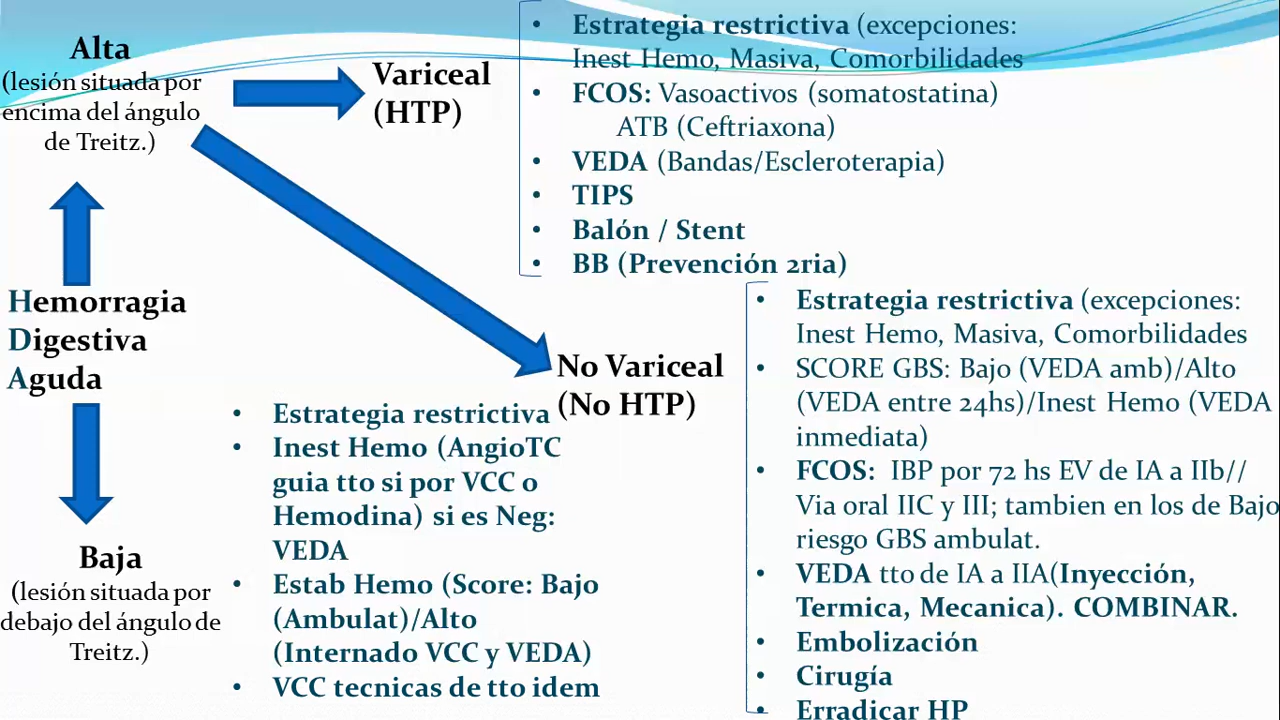 Alta
(lesión situada por
encima del ángulo
de Treitz.)
Variceal
(HTP)
• Estrategia restrictiva (excepciones:
Inest Hemo, Masiva, Comorbilidades
• FCOS: Vasoactivos (somatostatina)
ATB (Ceftriaxona)
• VEDA (Bandas/Escleroterapia)
• TIPS
• Balón / Stent
• BB (Prevención 2ria)
Hemorragia
Digestiva
Aguda
No Variceal
(No HTP)
• Estrategia restrictiva (excepciones:
Inest Hemo, Masiva, Comorbilidades
• SCORE GBS: Bajo (VEDA amb)/Alto
(VEDA entre 24hs)/Inest Hemo (VEDA
inmediata)
• FCOS: IBP por 72 hs EV de IA a IIb//
Via oral IIC y III; tambien en los de Bajo
riesgo GBS ambulat.
• VEDA tto de IA a IIA(Inyección,
Termica, Mecanica). COMBINAR.
• Embolización
• Cirugía
• Erradicar HP
Baja
(lesión situada por
debajo del ángulo de
Treitz.)
• Estrategia restrictiva
• Inest Hemo (AngioTC
guia tto si por VCC o
Hemodina) si es Neg:
VEDA
• Estab Hemo (Score: Bajo
(Ambulat)/Alto
(Internado VCC y VEDA)
• VCC tecnicas de tto idem